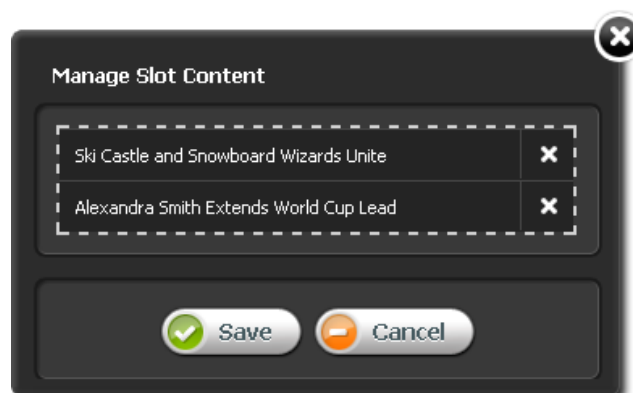 Manage Slot Content
Ski Castle and Snowboard Wizards Unite
Alexandra Smith Extends World Cup Lead
Save Cancel